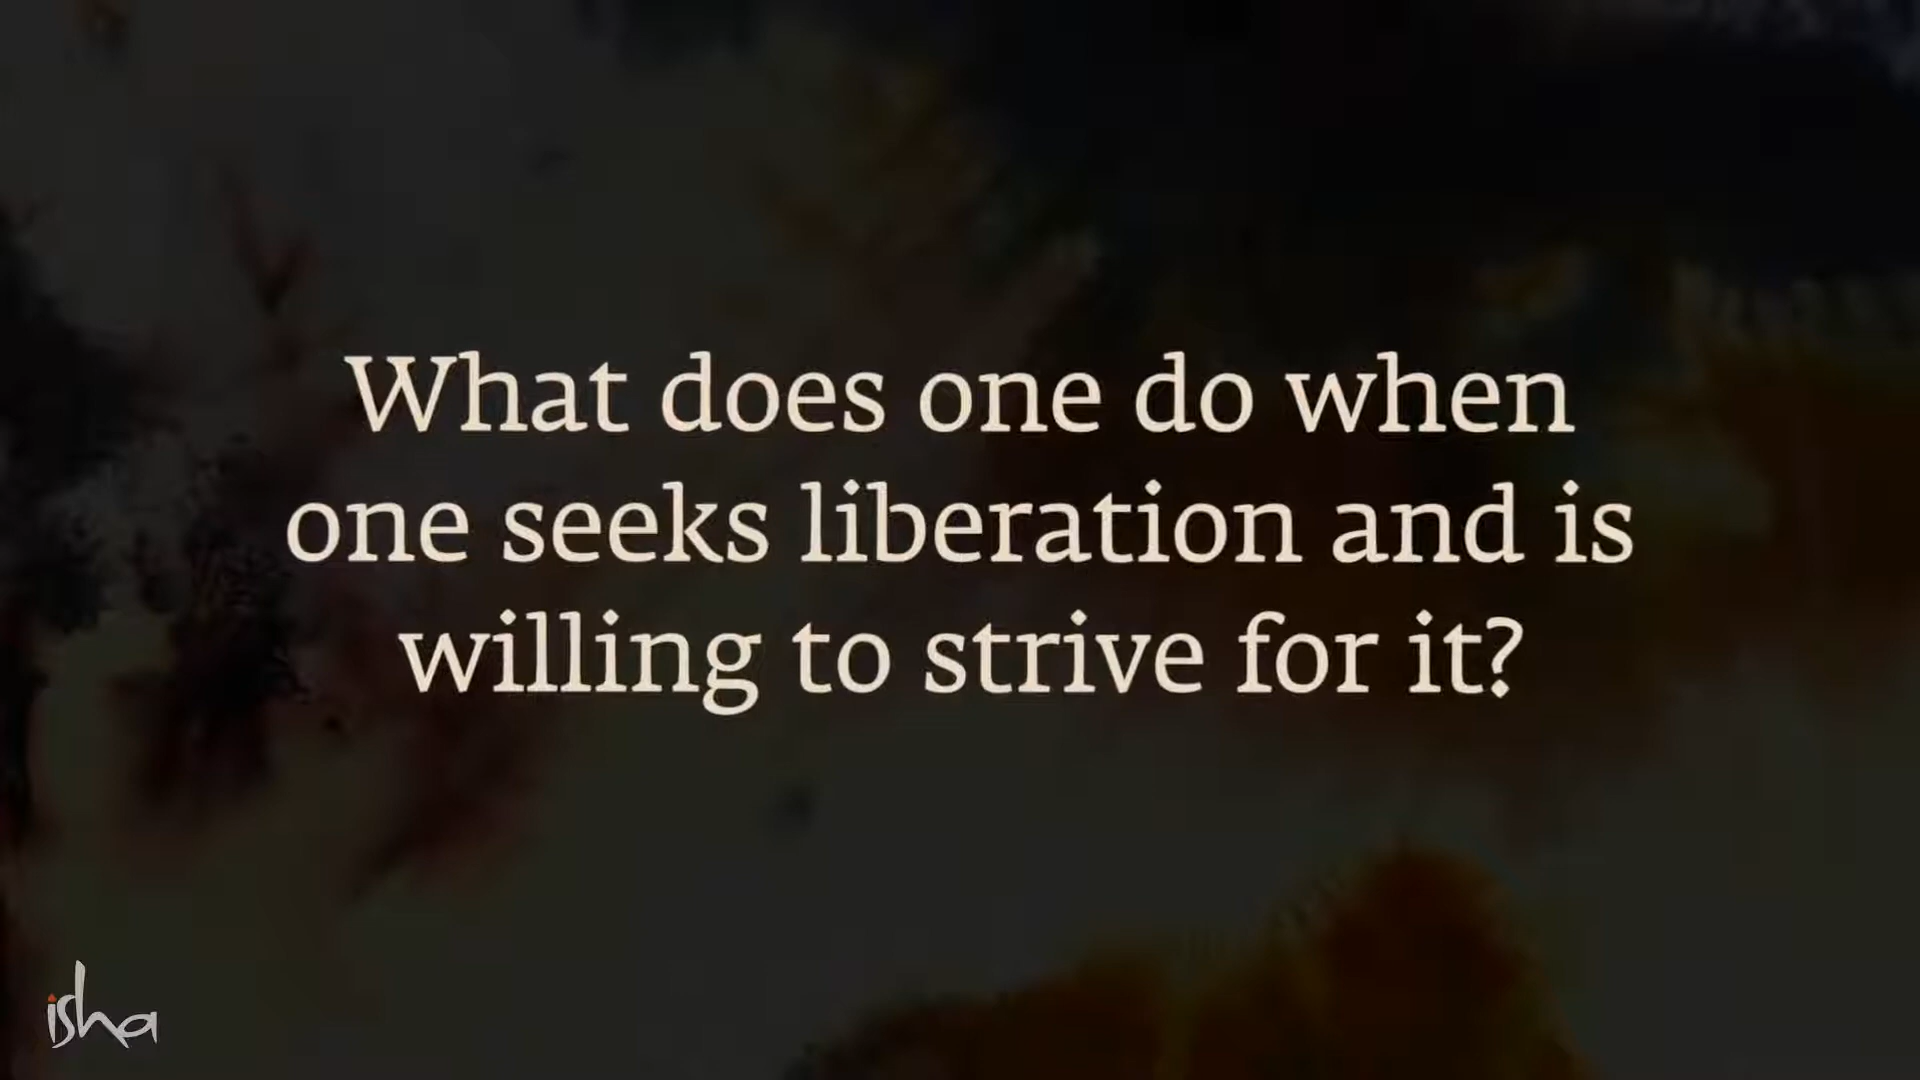 What does one do when
one seeks liberation and is
willing to strive for it?
isha